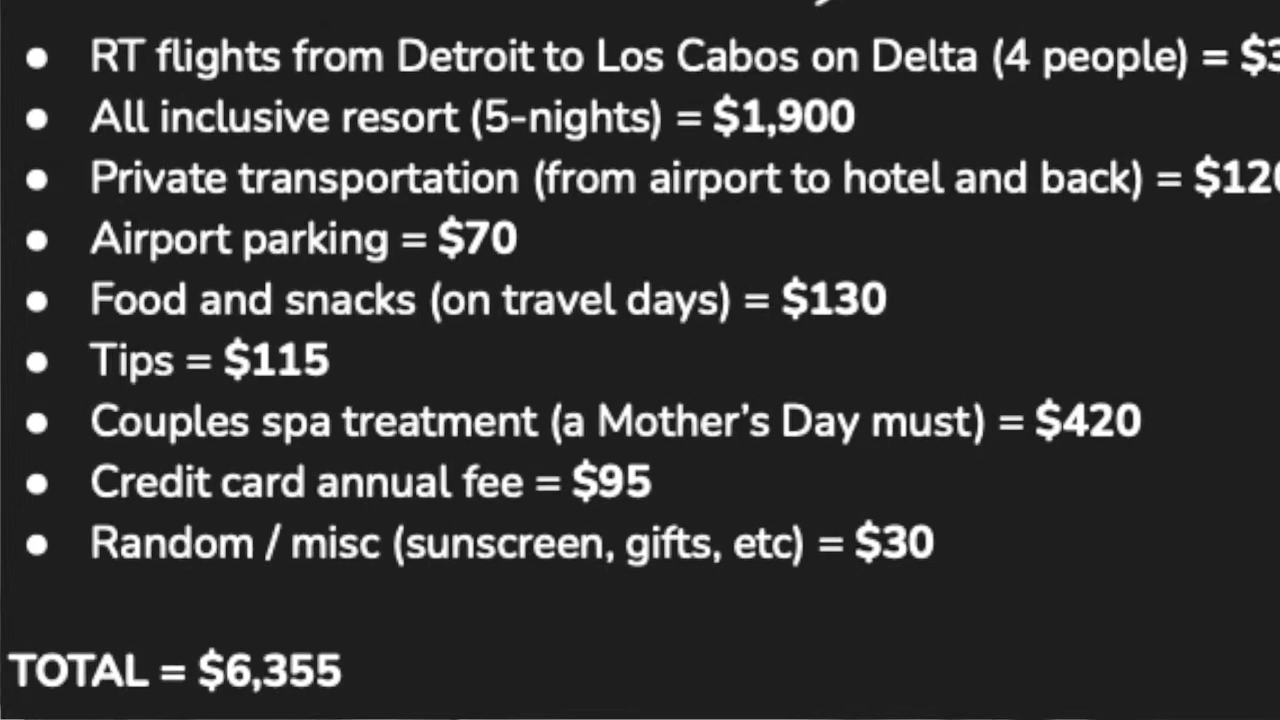 ● RT flights from Detroit to Los Cabos on Delta (4 people) = $3
● All inclusive resort (5-nights) = $1,900
● Private transportation (from airport to hotel and back) = $120
● Airport parking = $70
● Food and snacks (on travel days) = $130
● Tips = $115
● Couples spa treatment (a Mother's Day must) = $420
● Credit card annual fee = $95
● Random / misc (sunscreen, gifts, etc) = $30
TOTAL = $6,355